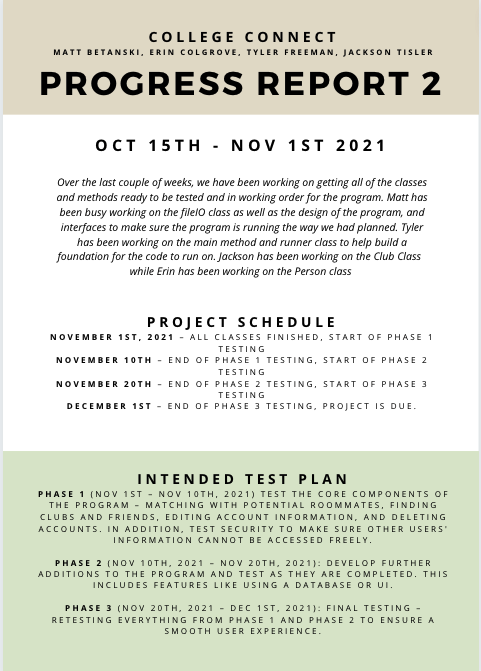 COLLEGE CONNECT
MATT BETANSKI, ERIN COLGROVE, TYLER FREEMAN, JACKSON TISLER
PROGRESS REPORT 2
OCT 15TH - NOV 1ST 2021
Over the last couple of weeks, we have been working on getting all of the classes
and methods ready to be tested and in working order for the program. Matt has
been busy working on the fileIO class as well as the design of the program, and
interfaces to make sure the program is running the way we had planned. Tyler
has been working on the main method and runner class to help build a
foundation for the code to run on. Jackson has been working on the Club Class
while Erin has been working on the Person class
PROJECT SCHEDULE
NOVEMBER 1ST, 2021 – ALL CLASSES FINISHED, START OF PHASE 1
TESTING
NOVEMBER 10TH – END OF PHASE 1 TESTING, START OF PHASE 2
TESTING
NOVEMBER 20TH – END OF PHASE 2 TESTING, START OF PHASE 3
TESTING
DECEMBER 1ST – END OF PHASE 3 TESTING, PROJECT IS DUE.
INTENDED TEST PLAN
PHASE 1 (NOV 1ST – NOV 10TH, 2021) TEST THE CORE COMPONENTS OF
THE PROGRAM – MATCHING WITH POTENTIAL ROOMMATES, FINDING
CLUBS AND FRIENDS, EDITING ACCOUNT INFORMATION, AND DELETING
ACCOUNTS. IN ADDITION, TEST SECURITY TO MAKE SURE OTHER USERS'
INFORMATION CANNOT BE ACCESSED FREELY.
PHASE 2 (NOV 10TH, 2021 – NOV 20TH, 2021): DEVELOP FURTHER
ADDITIONS TO THE PROGRAM AND TEST AS THEY ARE COMPLETED. THIS
INCLUDES FEATURES LIKE USING A DATABASE OR UI.
PHASE 3 (NOV 20TH, 2021 – DEC 1ST, 2021): FINAL TESTING –
RETESTING EVERYTHING FROM PHASE 1 AND PHASE 2 TO ENSURE A
SMOOTH USER EXPERIENCE.